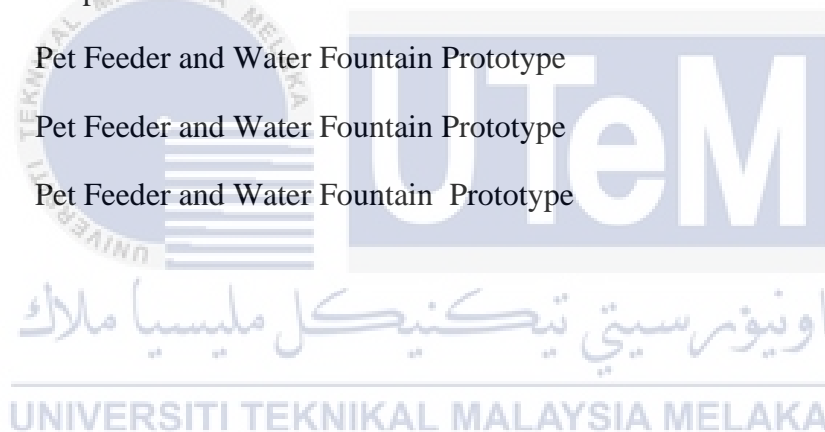 Pet Feeder and Water Fountain Prototype
Pet Feeder and Water Fountain Prototype
Pet Feeder and Water Fountain  Prototype
UTeM
اونيۏرسيتي تيكنيكل مليسيا ملاك
UNIVERSITI TEKNIKAL MALAYSIA MELAKA